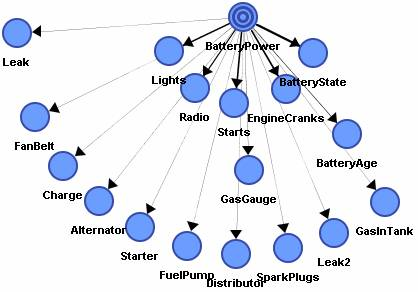 BatteryPower
Leak
Lights
BatteryState
Radio
Starts
EngineCranks
FanBelt
BatteryAge
Charge
GasGauge
Alternator
GasInTank
Starter
Leak2
FuelPump
Distributor
SparkPlugs